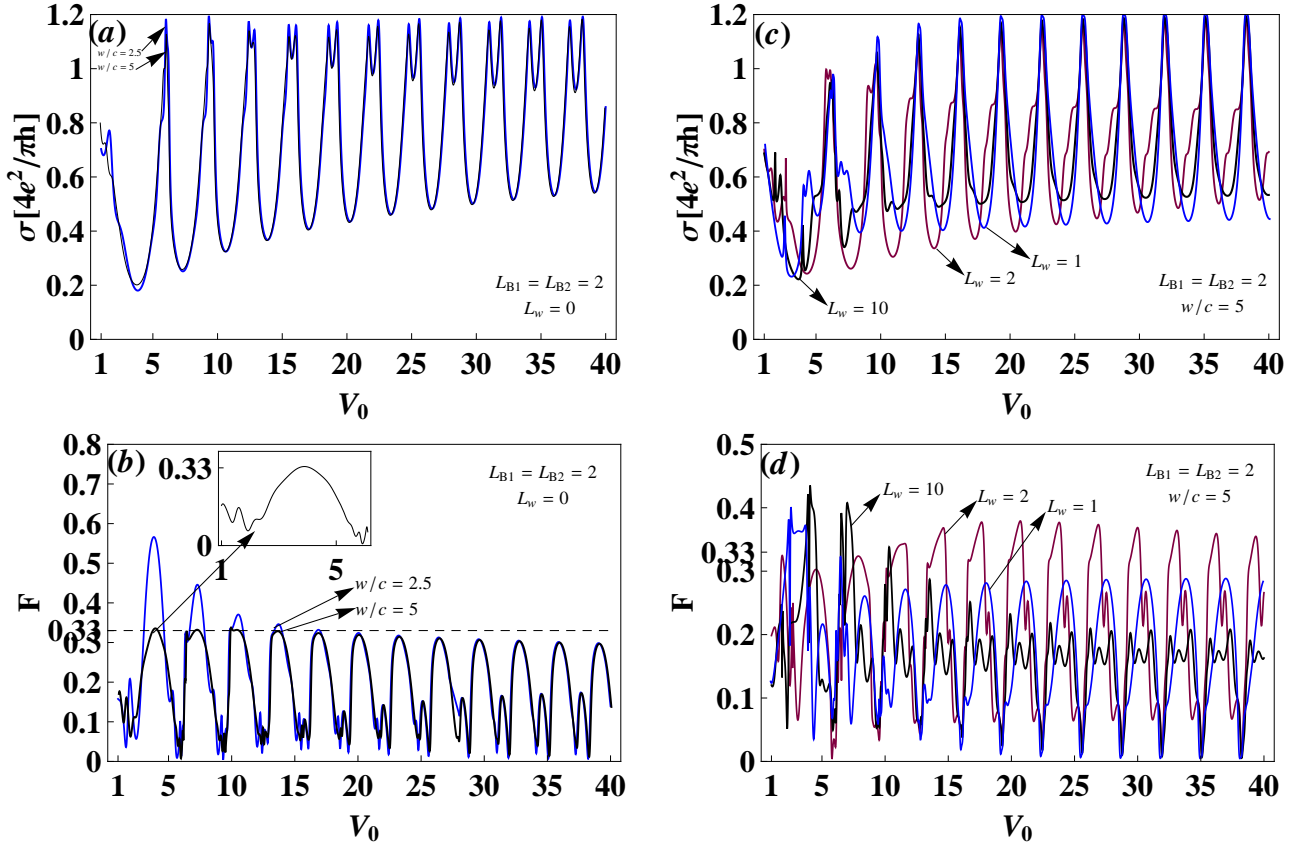 (a)
w/c = 2.5
w/c = 5
L_B1 = L_B2 = 2
L_w = 0
σ[4e²/πh]
1.2
1
0.8
0.6
0.4
0.2
0
1 5 10 15 20 25 30 35 40
V₀
(c)
L_w = 1
L_w = 2
L_w = 10
L_B1 = L_B2 = 2
w/c = 5
σ[4e²/πh]
1.2
1
0.8
0.6
0.4
0.2
0
1 5 10 15 20 25 30 35 40
V₀
(b)
0.33
0
1 5
L_B1 = L_B2 = 2
L_w = 0
w/c = 2.5
w/c = 5
F
0.8
0.7
0.6
0.5
0.4
0.33
0.3
0.2
0.1
0
1 5 10 15 20 25 30 35 40
V₀
(d)
L_w = 10
L_w = 2
L_w = 1
L_B1 = L_B2 = 2
w/c = 5
F
0.5
0.4
0.33
0.3
0.2
0.1
0
1 5 10 15 20 25 30 35 40
V₀